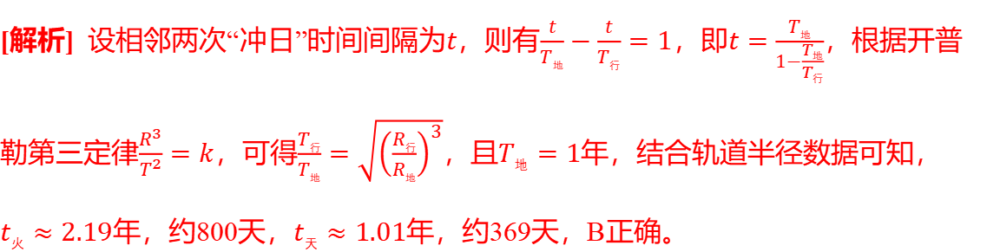 [解析] 设相邻两次“冲日”时间间隔为$t$，则有$\frac{t}{T_{地}}-\frac{t}{T_{行}}=1$，即$t=\frac{T_{地}}{1-\frac{T_{地}}{T_{行}}}$，根据开普
勒第三定律$\frac{R^3}{T^2}=k$，可得$\frac{T_{行}}{T_{地}}=\sqrt{\left(\frac{R_{行}}{R_{地}}\right)^3}$，且$T_{地}=1$年，结合轨道半径数据可知，
$t_{火}\approx 2.19$年，约800天，$t_{天}\approx 1.01$年，约369天，B正确。